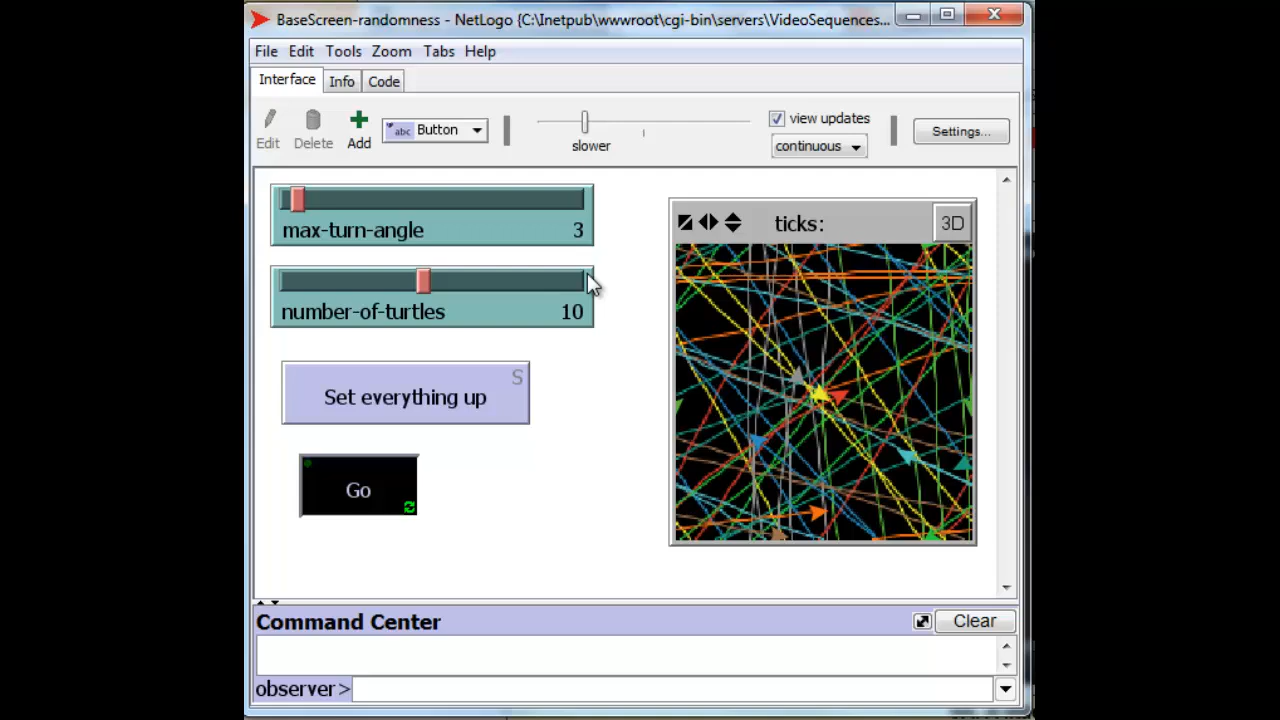 BaseScreen-randomness - NetLogo {C:\Inetpub\wwwroot\cgi-bin\servers\VideoSequences...
File Edit Tools Zoom Tabs Help
Interface Info Code
Edit Delete Add abc Button slower view updates continuous Settings...
max-turn-angle 3
number-of-turtles 10
Set everything up S
Go
ticks: 3D
Command Center Clear
observer>